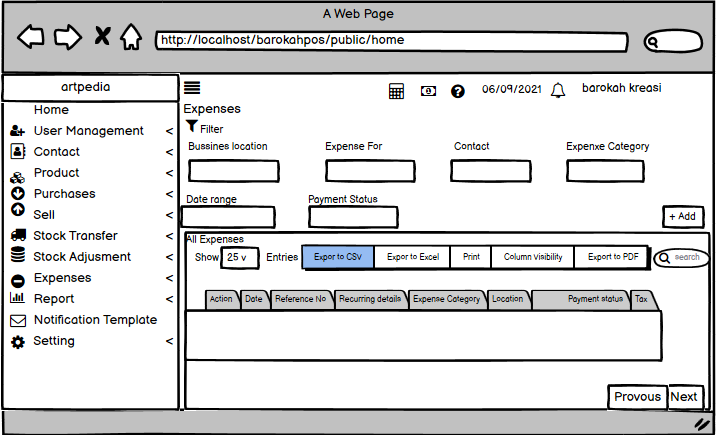 A Web Page
http://localhost/barokahpos/public/home
artpedia
06/09/2021 barokah kreasi
Home
User Management <
Contact <
Product <
Purchases <
Sell <
Stock Transfer <
Stock Adjusment <
Expenses <
Report <
Notification Template
Setting <
Expenses
Filter
Bussines location Expense For Contact Expenxe Category
Date range Payment Status
+ Add
All Expenses
Show 25 v Entries Expor to CSV Export to Excel Print Column Visibility Export to PDF search
Action Date Reference No Recurring details Expense Category Location Payment status Tax
Provous Next